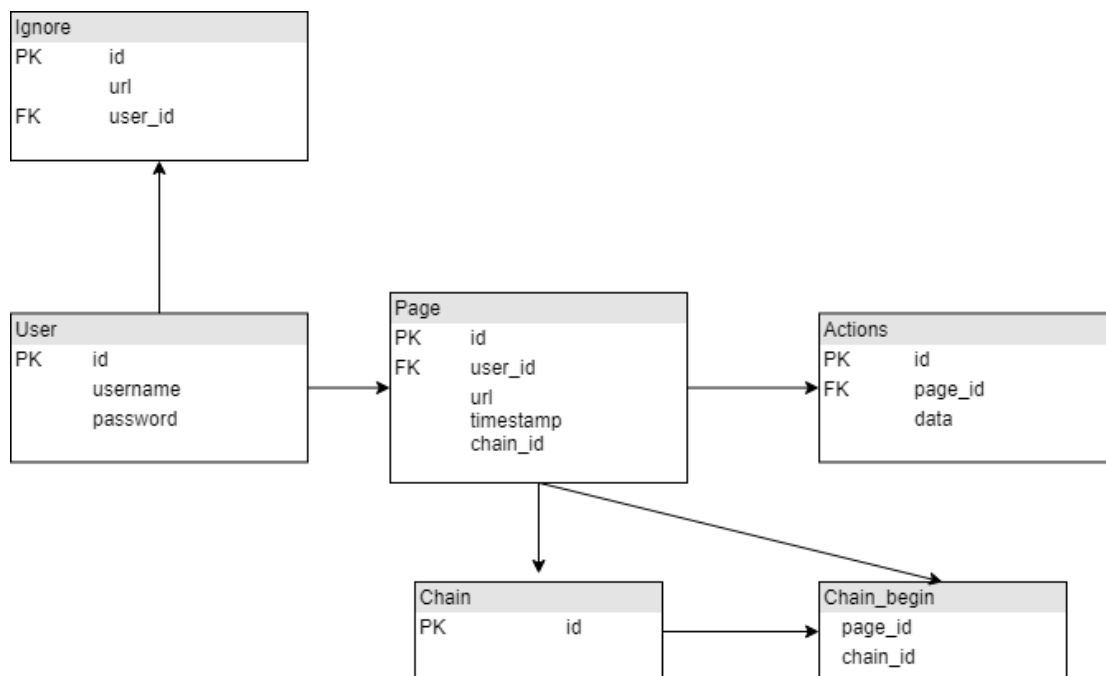 Ignore
PK id
url
FK user_id
User
PK id
username
password
Page
PK id
FK user_id
url
timestamp
chain_id
Actions
PK id
FK page_id
data
Chain
PK id
Chain_begin
page_id
chain_id